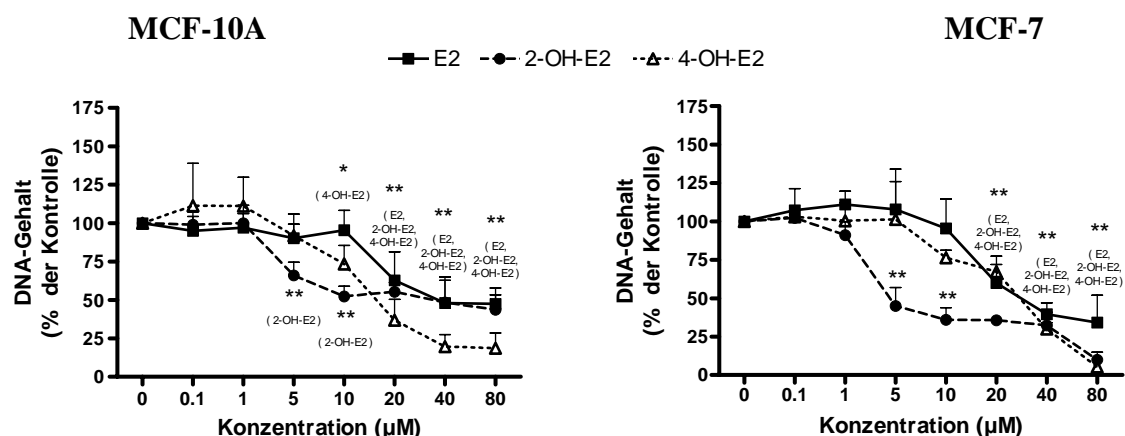 MCF-10A
MCF-7
E2 2-OH-E2 4-OH-E2
DNA-Gehalt
(% der Kontrolle)
175
150
125
100
75
50
25
0
*
(4-OH-E2)
**
(E2,
2-OH-E2,
4-OH-E2)
**
(E2,
2-OH-E2,
4-OH-E2)
**
(E2,
2-OH-E2,
4-OH-E2)
**
(2-OH-E2)
**
(2-OH-E2)
0 0.1 1 5 10 20 40 80
Konzentration (µM)
DNA-Gehalt
(% der Kontrolle)
175
150
125
100
75
50
25
0
**
(E2,
2-OH-E2,
4-OH-E2)
**
(E2,
2-OH-E2,
4-OH-E2)
**
(E2,
2-OH-E2,
4-OH-E2)
**
**
0 0.1 1 5 10 20 40 80
Konzentration (µM)